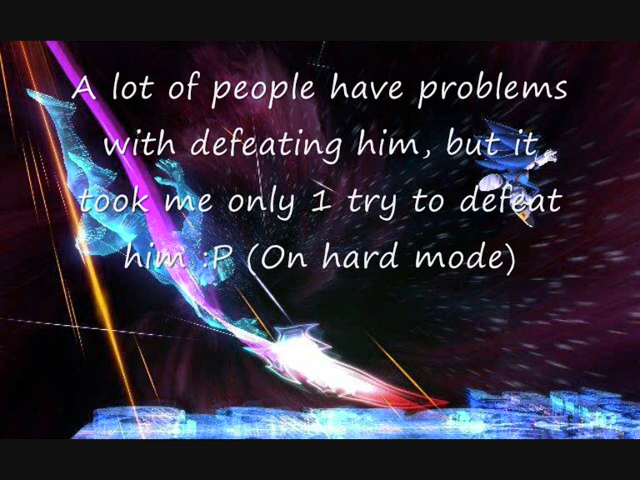 A lot of people have problems
with defeating him, but it
took me only 1 try to defeat
him :P (On hard mode)